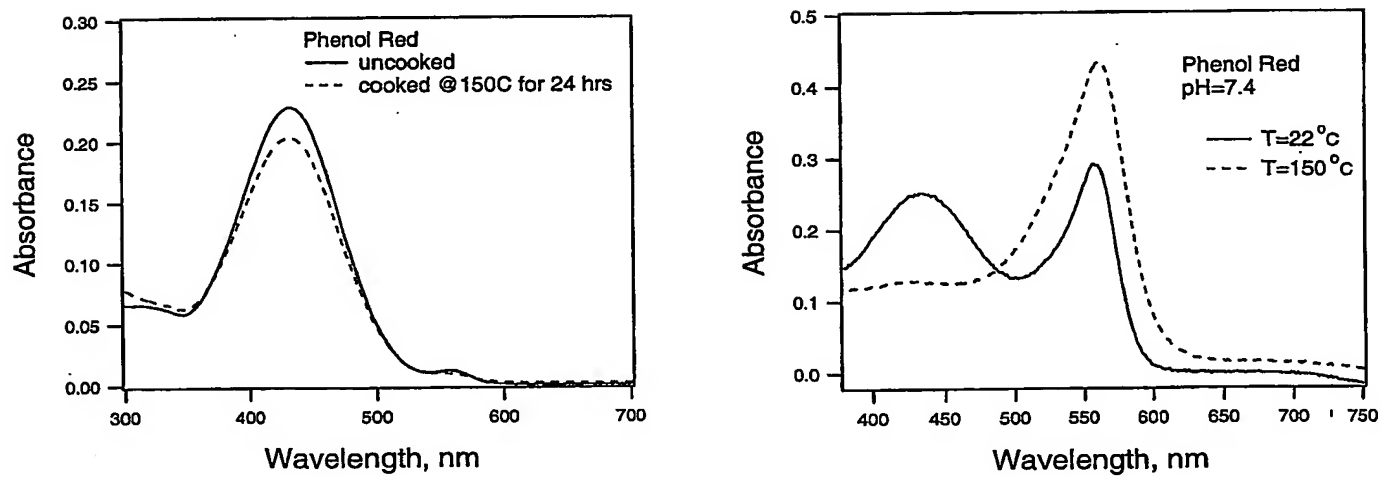 0.30
0.25
0.20
0.15
0.10
0.05
0.00
Absorbance
Phenol Red
uncooked
cooked @150C for 24 hrs
300 400 500 600 700
Wavelength, nm
0.5
0.4
0.3
0.2
0.1
0.0
Absorbance
Phenol Red
pH=7.4
T=22°c
T=150°c
400 450 500 550 600 650 700 750
Wavelength, nm